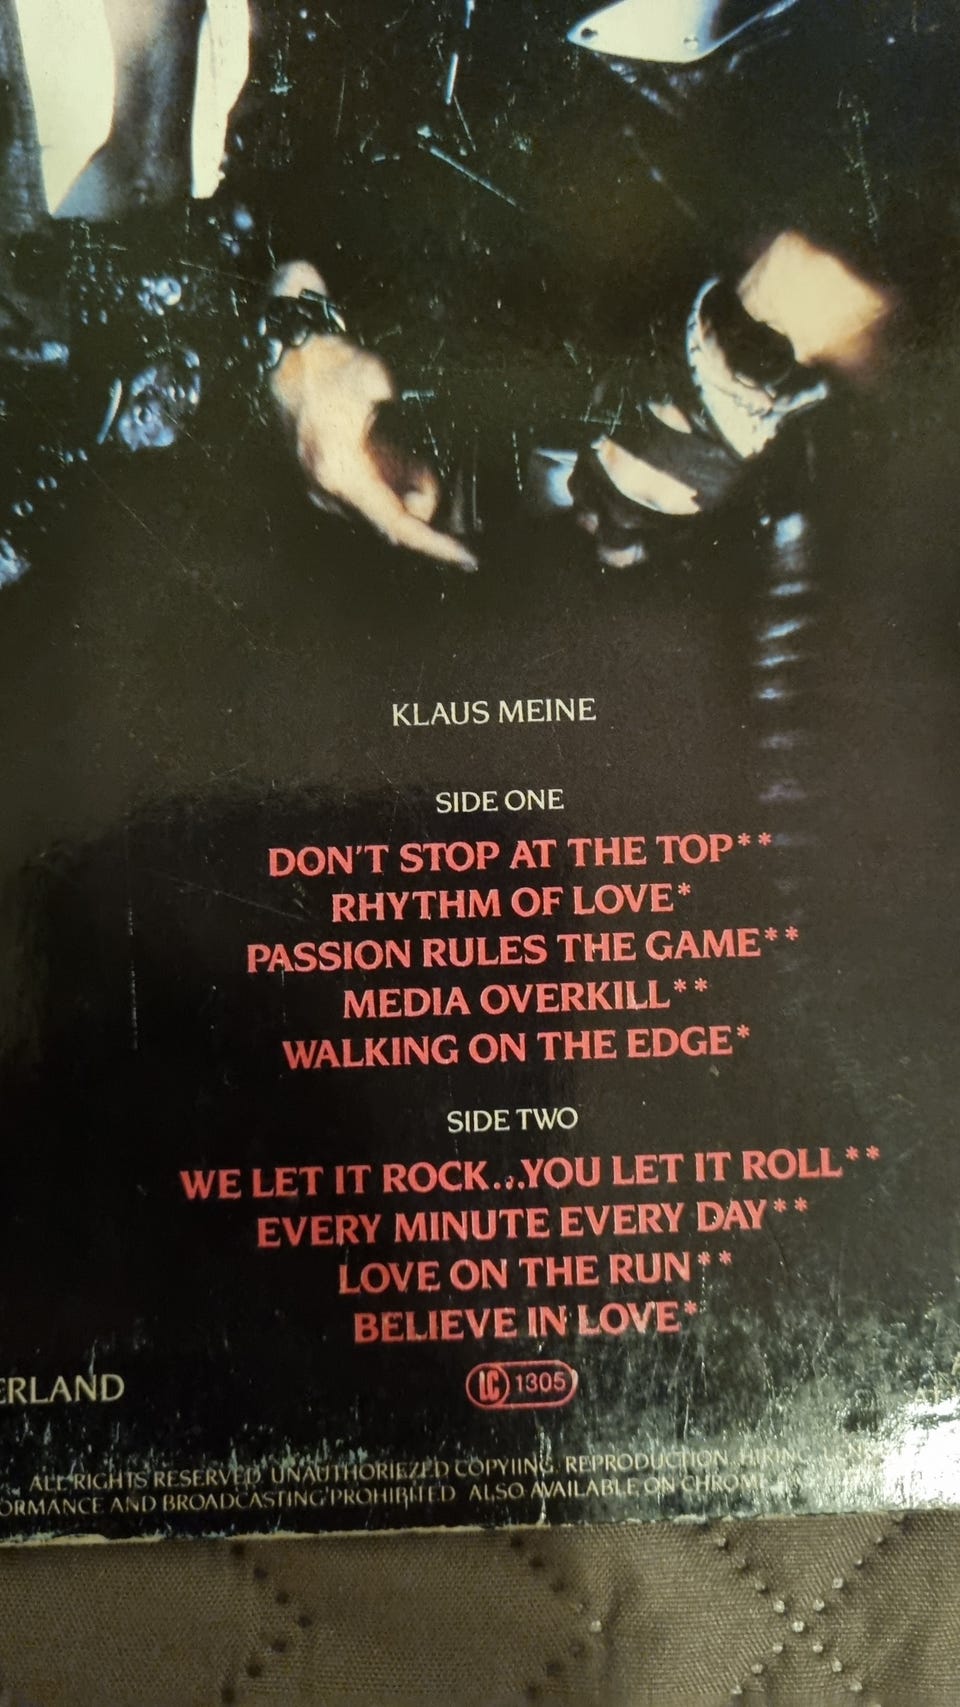 KLAUS MEINE
SIDE ONE
DON'T STOP AT THE TOP**
RHYTHM OF LOVE*
PASSION RULES THE GAME**
MEDIA OVERKILL**
WALKING ON THE EDGE*
SIDE TWO
WE LET IT ROCK...YOU LET IT ROLL**
EVERY MINUTE EVERY DAY**
LOVE ON THE RUN**
BELIEVE IN LOVE*
ERLAND
LC 1305
ALL RIGHTS RESERVED. UNAUTHORIEZED COPYIING. REPRODUCTION. HIRING.
ORMANCE AND BROADCASTING PROHIBITED ALSO AVAILABLE ON